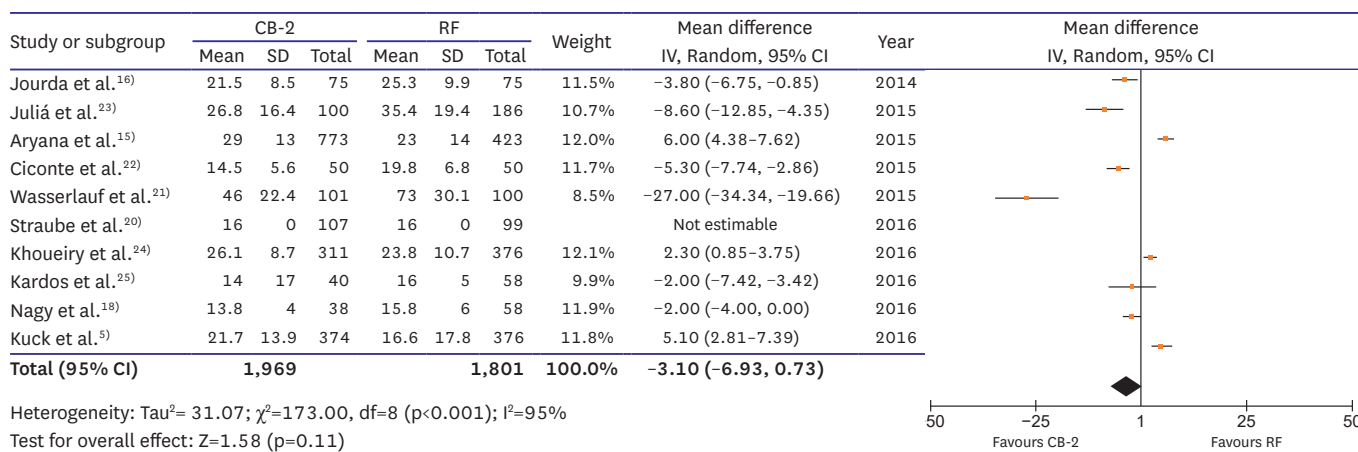 Study or subgroup CB-2 RF Weight Mean difference Year Mean difference
Mean SD Total Mean SD Total IV, Random, 95% CI IV, Random, 95% CI
Jourda et al.16) 21.5 8.5 75 25.3 9.9 75 11.5% −3.80 (−6.75, −0.85) 2014
Juliá et al.23) 26.8 16.4 100 35.4 19.4 186 10.7% −8.60 (−12.85, −4.35) 2015
Aryana et al.15) 29 13 773 23 14 423 12.0% 6.00 (4.38–7.62) 2015
Ciconte et al.22) 14.5 5.6 50 19.8 6.8 50 11.7% −5.30 (−7.74, −2.86) 2015
Wasserlauf et al.21) 46 22.4 101 73 30.1 100 8.5% −27.00 (−34.34, −19.66) 2015
Straube et al.20) 16 0 107 16 0 99 Not estimable 2016
Khoueiry et al.24) 26.1 8.7 311 23.8 10.7 376 12.1% 2.30 (0.85–3.75) 2016
Kardos et al.25) 14 17 40 16 5 58 9.9% −2.00 (−7.42, −3.42) 2016
Nagy et al.18) 13.8 4 38 15.8 6 58 11.9% −2.00 (−4.00, 0.00) 2016
Kuck et al.5) 21.7 13.9 374 16.6 17.8 376 11.8% 5.10 (2.81–7.39) 2016
Total (95% CI) 1,969 1,801 100.0% −3.10 (−6.93, 0.73)
Heterogeneity: Tau2= 31.07; χ2=173.00, df=8 (p<0.001); I2=95%
Test for overall effect: Z=1.58 (p=0.11)
50 −25 1 25 50
Favours CB-2 Favours RF